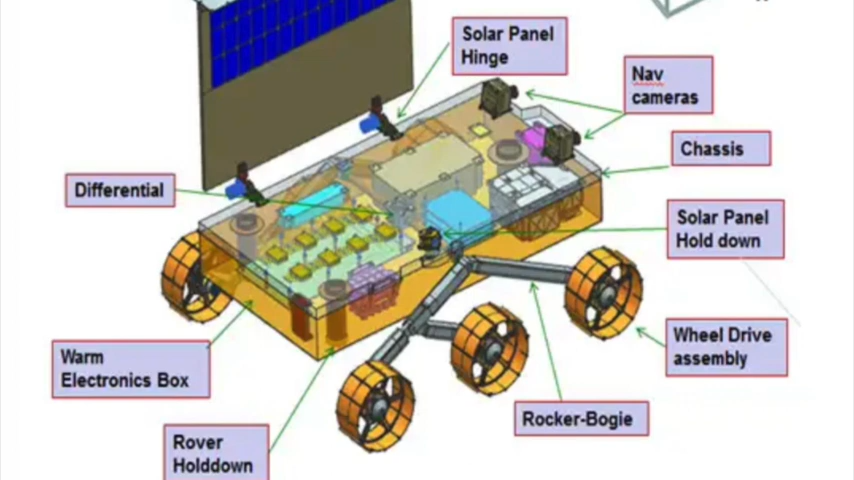 Solar Panel
Hinge
Nav
cameras
Chassis
Differential
Solar Panel
Hold down
Wheel Drive
assembly
Warm
Electronics Box
Rocker-Bogie
Rover
Holddown